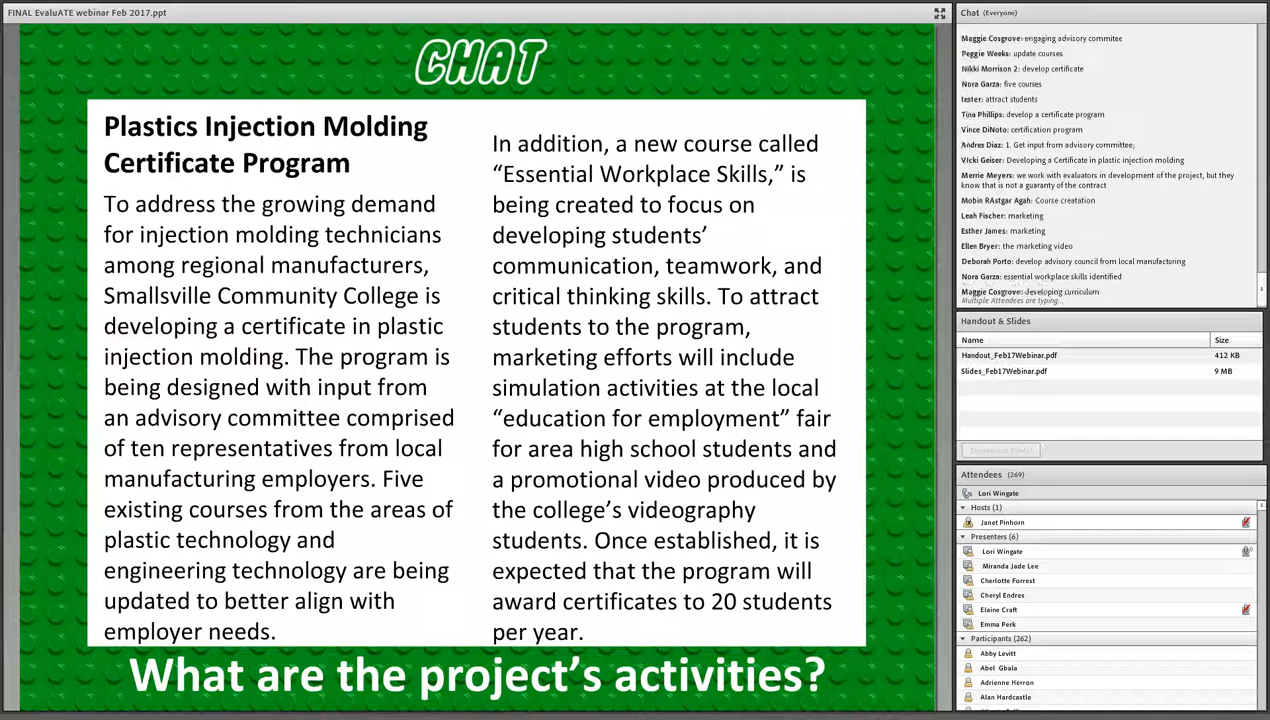 FINAL EvaluATE webinar Feb 2017.ppt
CHAT
Plastics Injection Molding
Certificate Program
To address the growing demand
for injection molding technicians
among regional manufacturers,
Smallsville Community College is
developing a certificate in plastic
injection molding. The program is
being designed with input from
an advisory committee comprised
of ten representatives from local
manufacturing employers. Five
existing courses from the areas of
plastic technology and
engineering technology are being
updated to better align with
employer needs.
In addition, a new course called
“Essential Workplace Skills,” is
being created to focus on
developing students’
communication, teamwork, and
critical thinking skills. To attract
students to the program,
marketing efforts will include
simulation activities at the local
“education for employment” fair
for area high school students and
a promotional video produced by
the college’s videography
students. Once established, it is
expected that the program will
award certificates to 20 students
per year.
What are the project’s activities?
Chat (Everyone)
Maggie Cosgrove: engaging advisory commitee
Peggie Weeks: update courses
Nikki Morrison 2: develop certificate
Nora Garza: five courses
tester: attract students
Tina Phillips: develop a certificate program
Vince DiNoto: certification program
Andres Diaz: 1. Get input from advisory committee;
Vicki Geiser: Developing a Certificate in plastic injection molding
Merrie Meyers: we work with evaluators in development of the project, but they
know that is not a guaranty of the contract
Mobin RAstgar Agah: Course creatation
Leah Fischer: marketing
Esther James: marketing
Ellen Bryer: the marketing video
Deborah Porto: develop advisory council from local manufacturing
Nora Garza: essential workplace skills identified
Maggie Cosgrove: developing curriculum
Multiple Attendees are typing...
Handout & Slides
Name Size
Handout_Feb17Webinar.pdf 412 KB
Slides_Feb17Webinar.pdf 9 MB
Download File(s)
Attendees (269)
Lori Wingate
Hosts (1)
Janet Pinhorn
Presenters (6)
Lori Wingate
Miranda Jade Lee
Charlotte Forrest
Cheryl Endres
Elaine Craft
Emma Perk
Participants (262)
Abby Levitt
Abel Gbala
Adrienne Herron
Alan Hardcastle